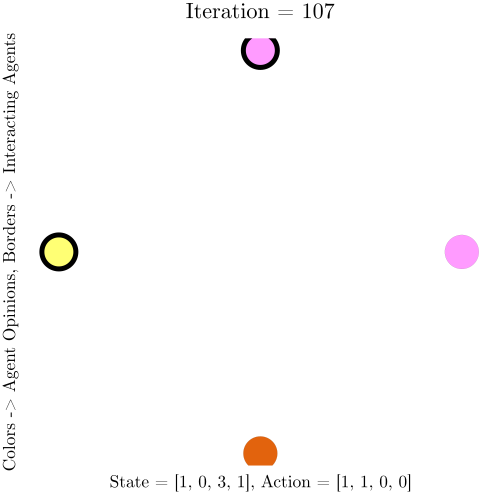 Iteration = 107
Colors -> Agent Opinions, Borders -> Interacting Agents
State = [1, 0, 3, 1], Action = [1, 1, 0, 0]